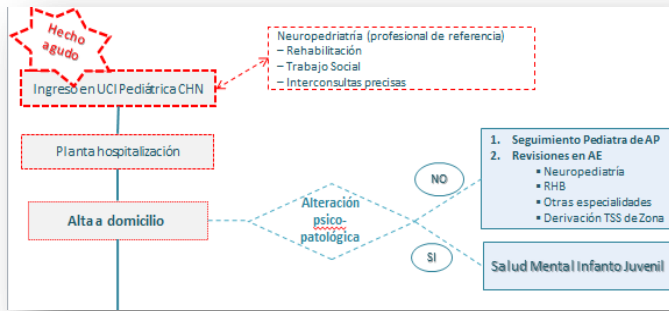 Hecho
agudo
Neuropedriatría (profesional de referencia)
– Rehabilitación
– Trabajo Social
– Interconsultas precisas
Ingreso en UCI Pediátrica CHN
Planta hospitalización
Alta a domicilio
Alteración
psico-
patológica
NO
SI
1. Seguimiento Pediatra de AP
2. Revisiones en AE
▪ Neuropediatría
▪ RHB
▪ Otras especialidades
▪ Derivación TSS de Zona
Salud Mental Infanto Juvenil